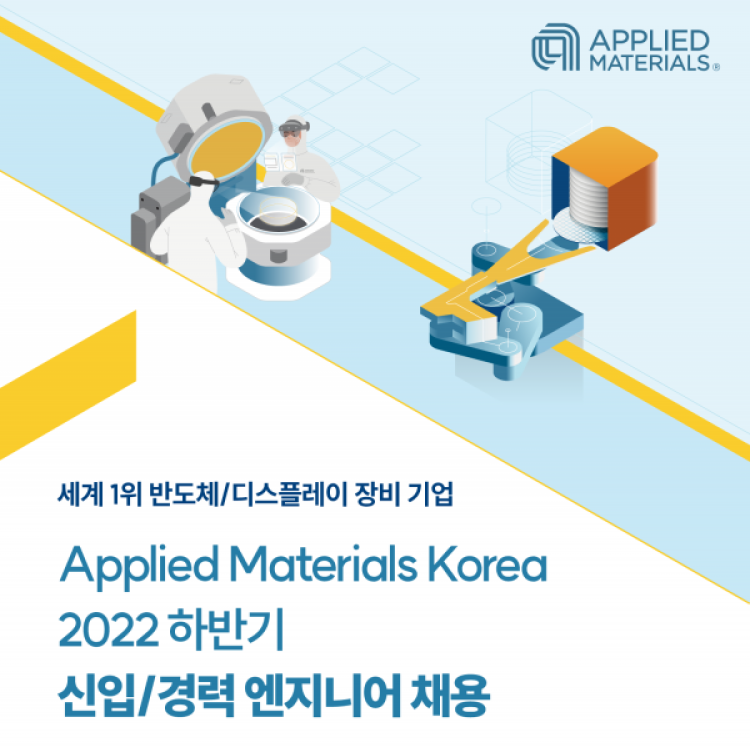 APPLIED
MATERIALS®
세계 1위 반도체/디스플레이 장비 기업
Applied Materials Korea
2022 하반기
신입/경력 엔지니어 채용